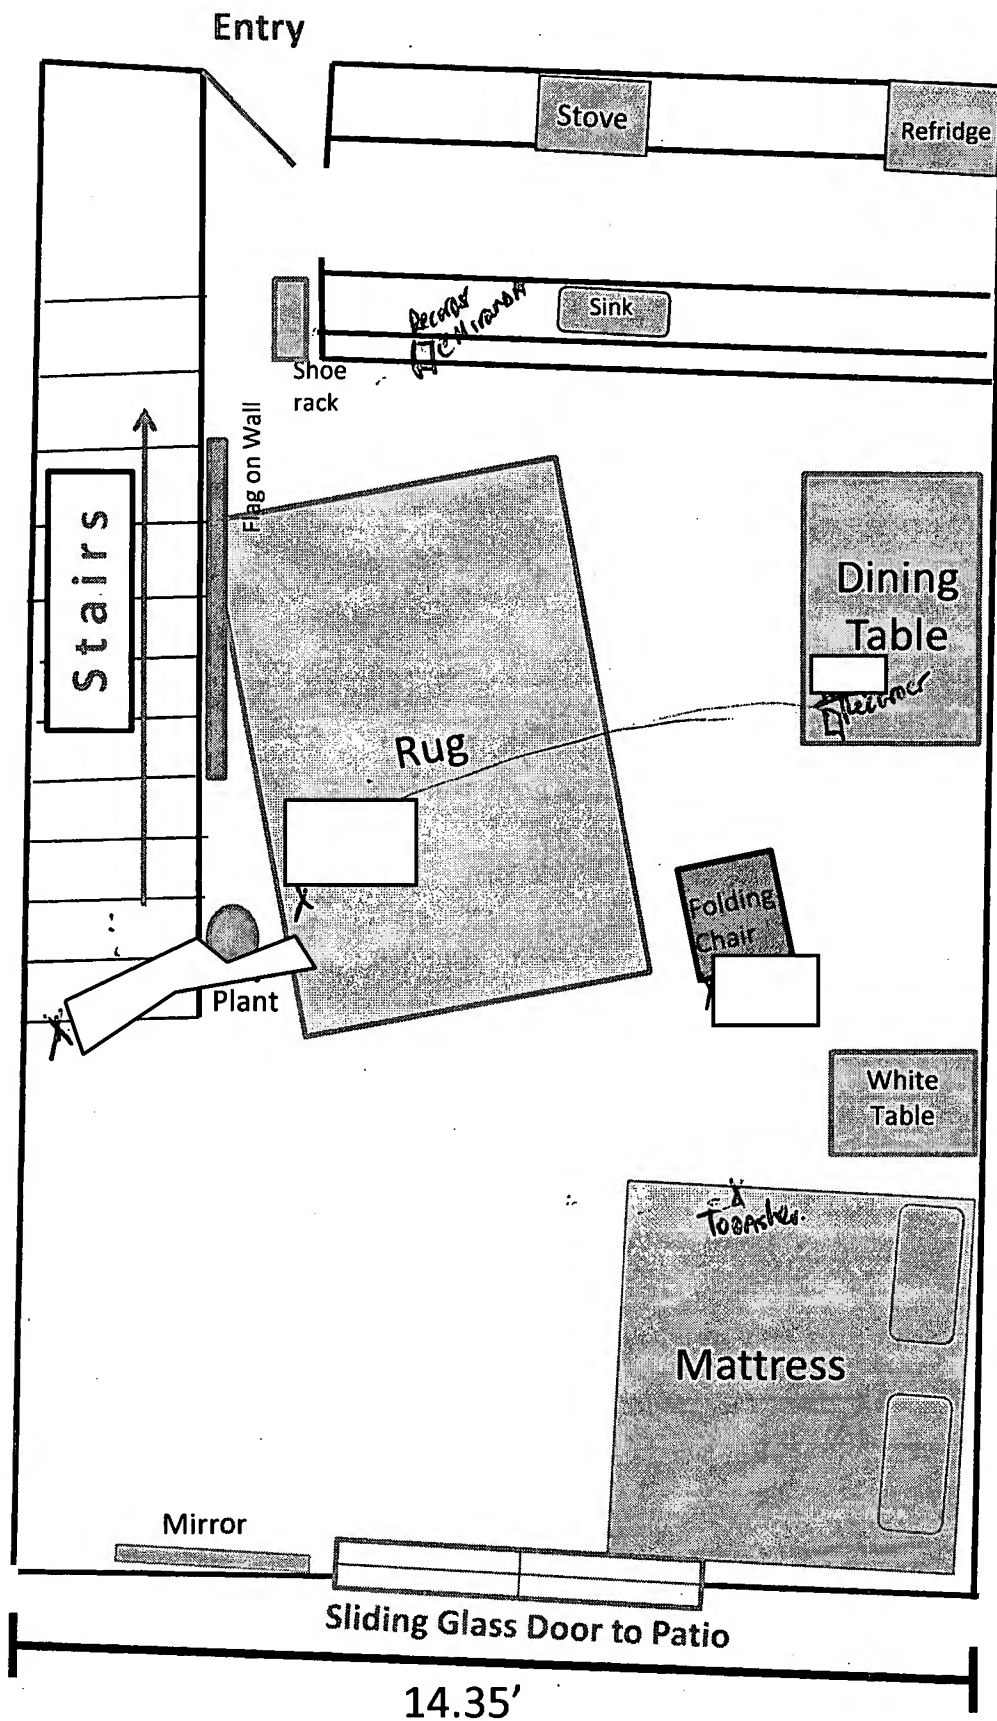 Entry
Stove
Refridge
Sink
Shoe
rack
Flag on Wall
Stairs
Dining
Table
Rug
Folding
Chair
Plant
White
Table
Mattress
Mirror
Sliding Glass Door to Patio
14.35'